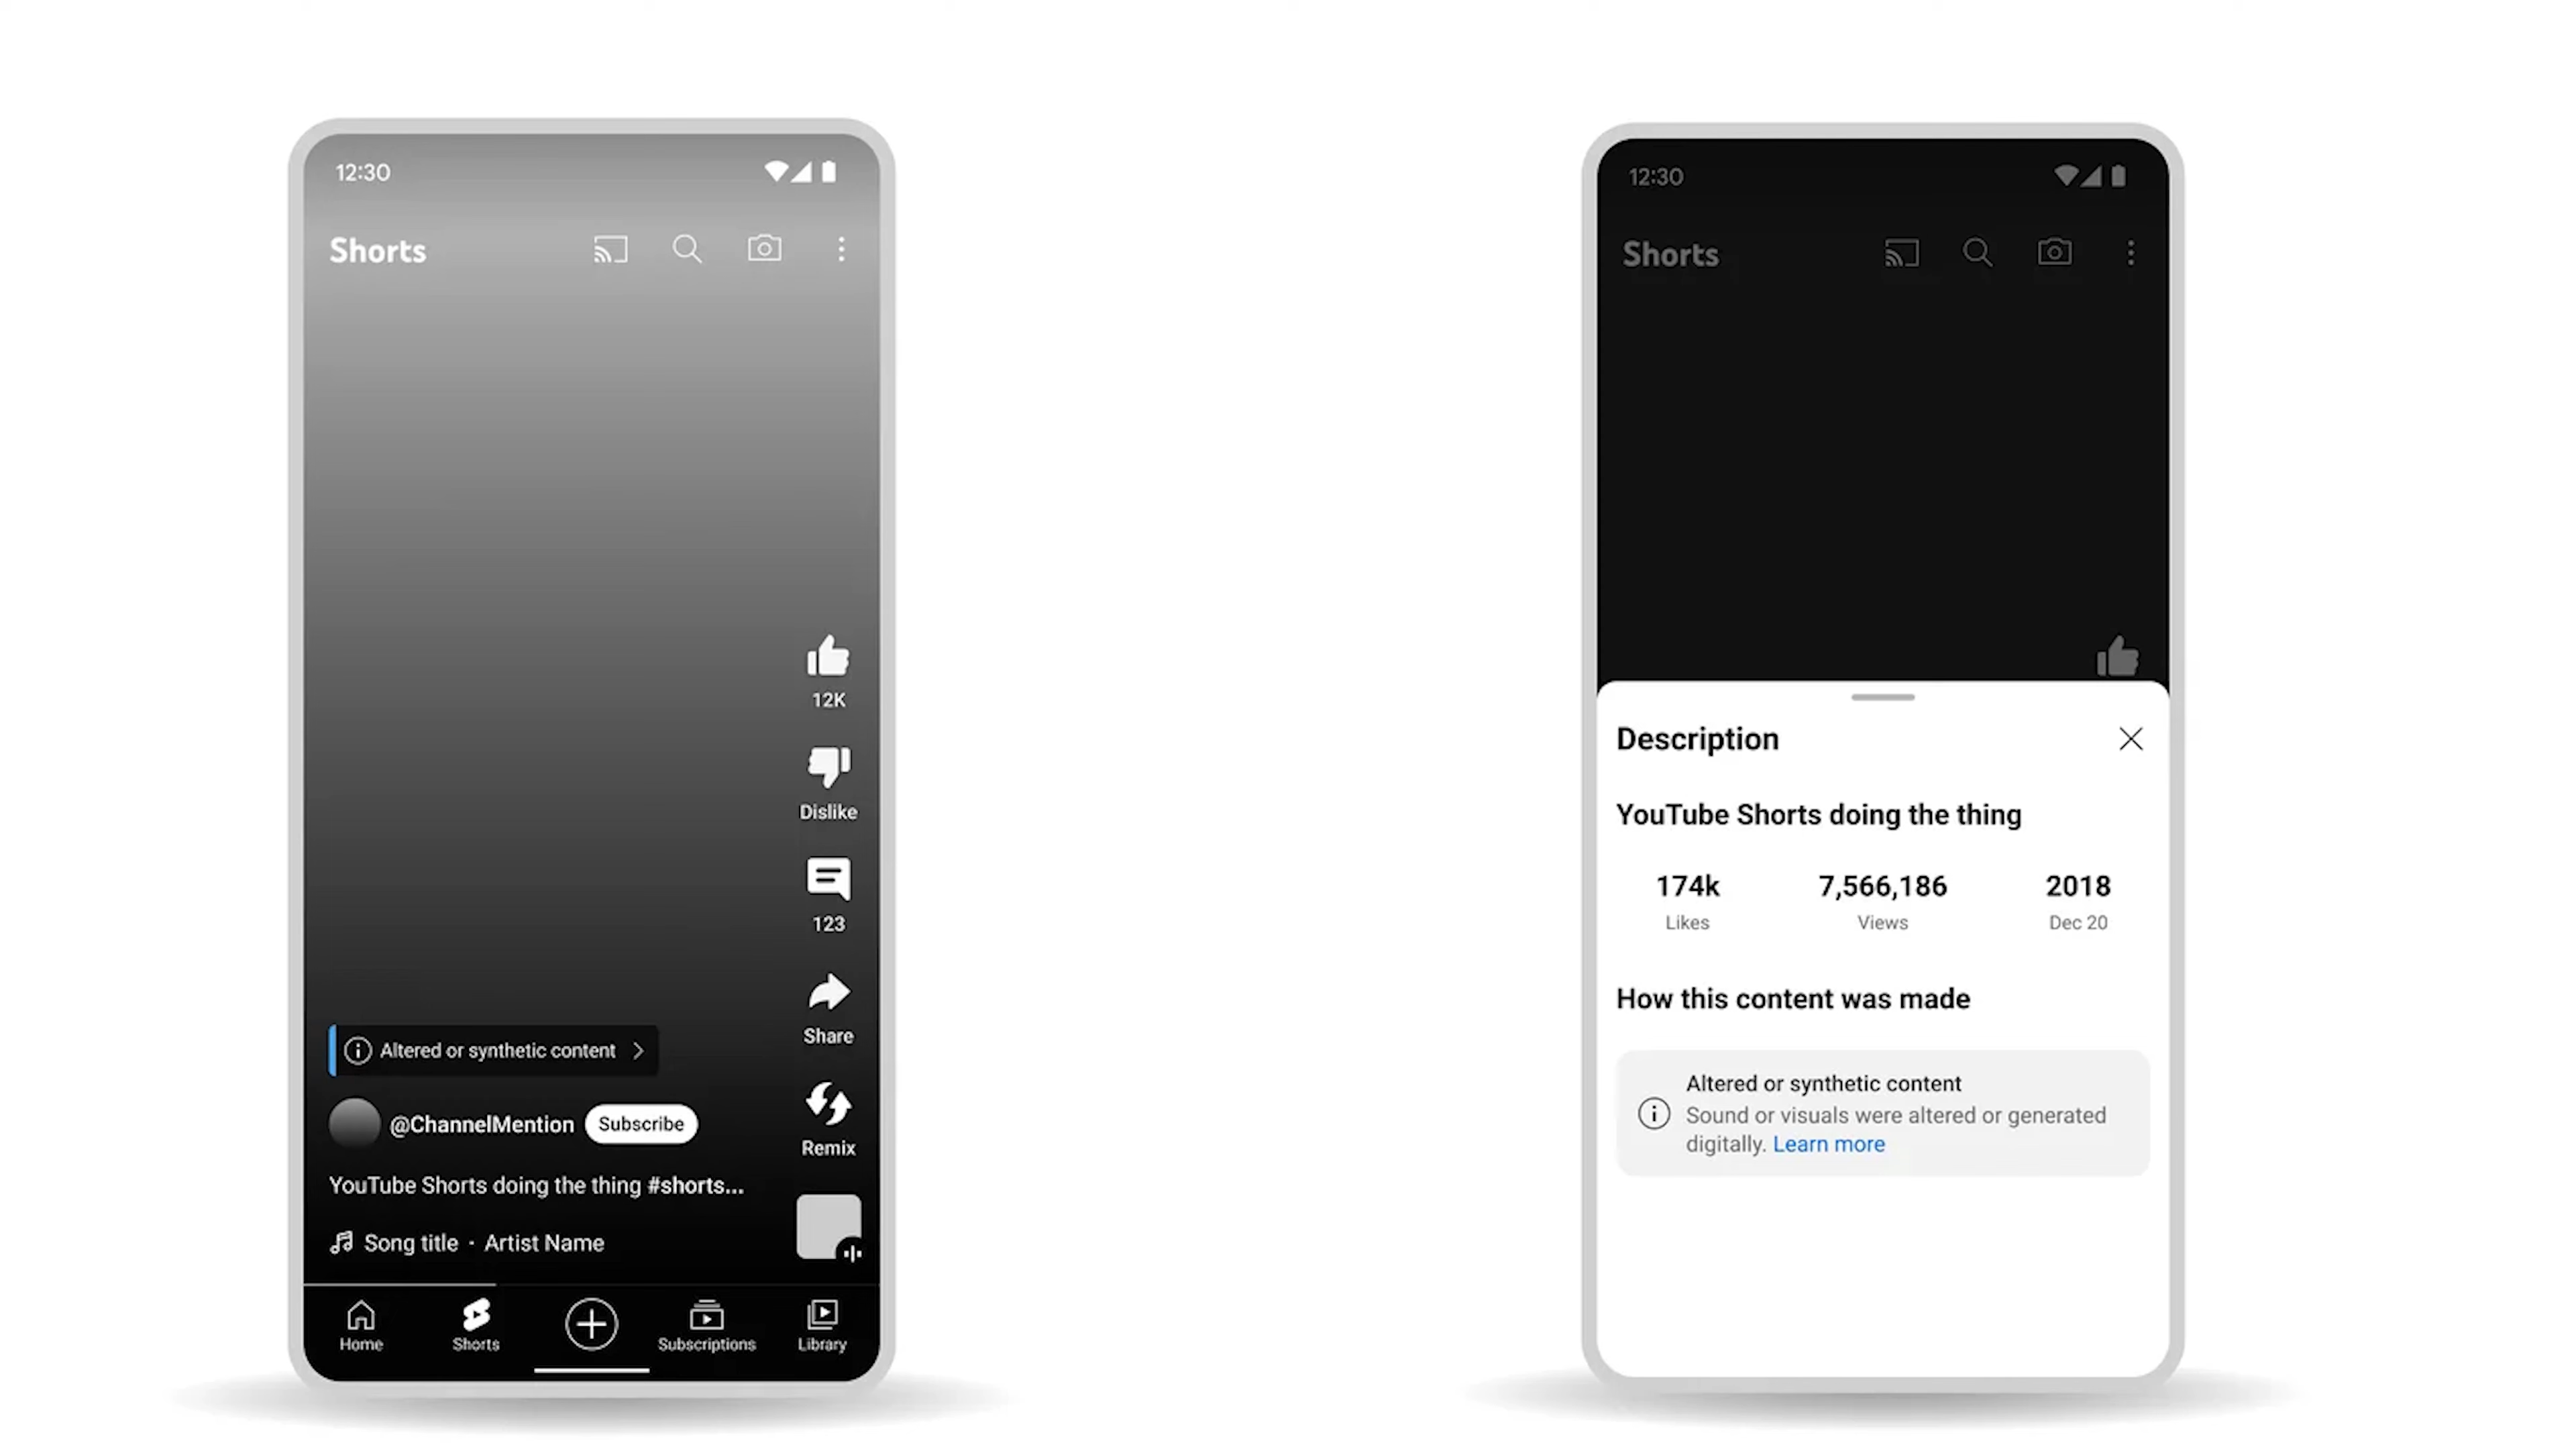 12:30
Shorts
12K
Dislike
123
Share
Altered or synthetic content
@ChannelMention Subscribe
Remix
YouTube Shorts doing the thing #shorts...
Song title · Artist Name
Home Shorts Subscriptions Library
12:30
Shorts
Description
YouTube Shorts doing the thing
174k 7,566,186 2018
Likes Views Dec 20
How this content was made
Altered or synthetic content
Sound or visuals were altered or generated
digitally. Learn more